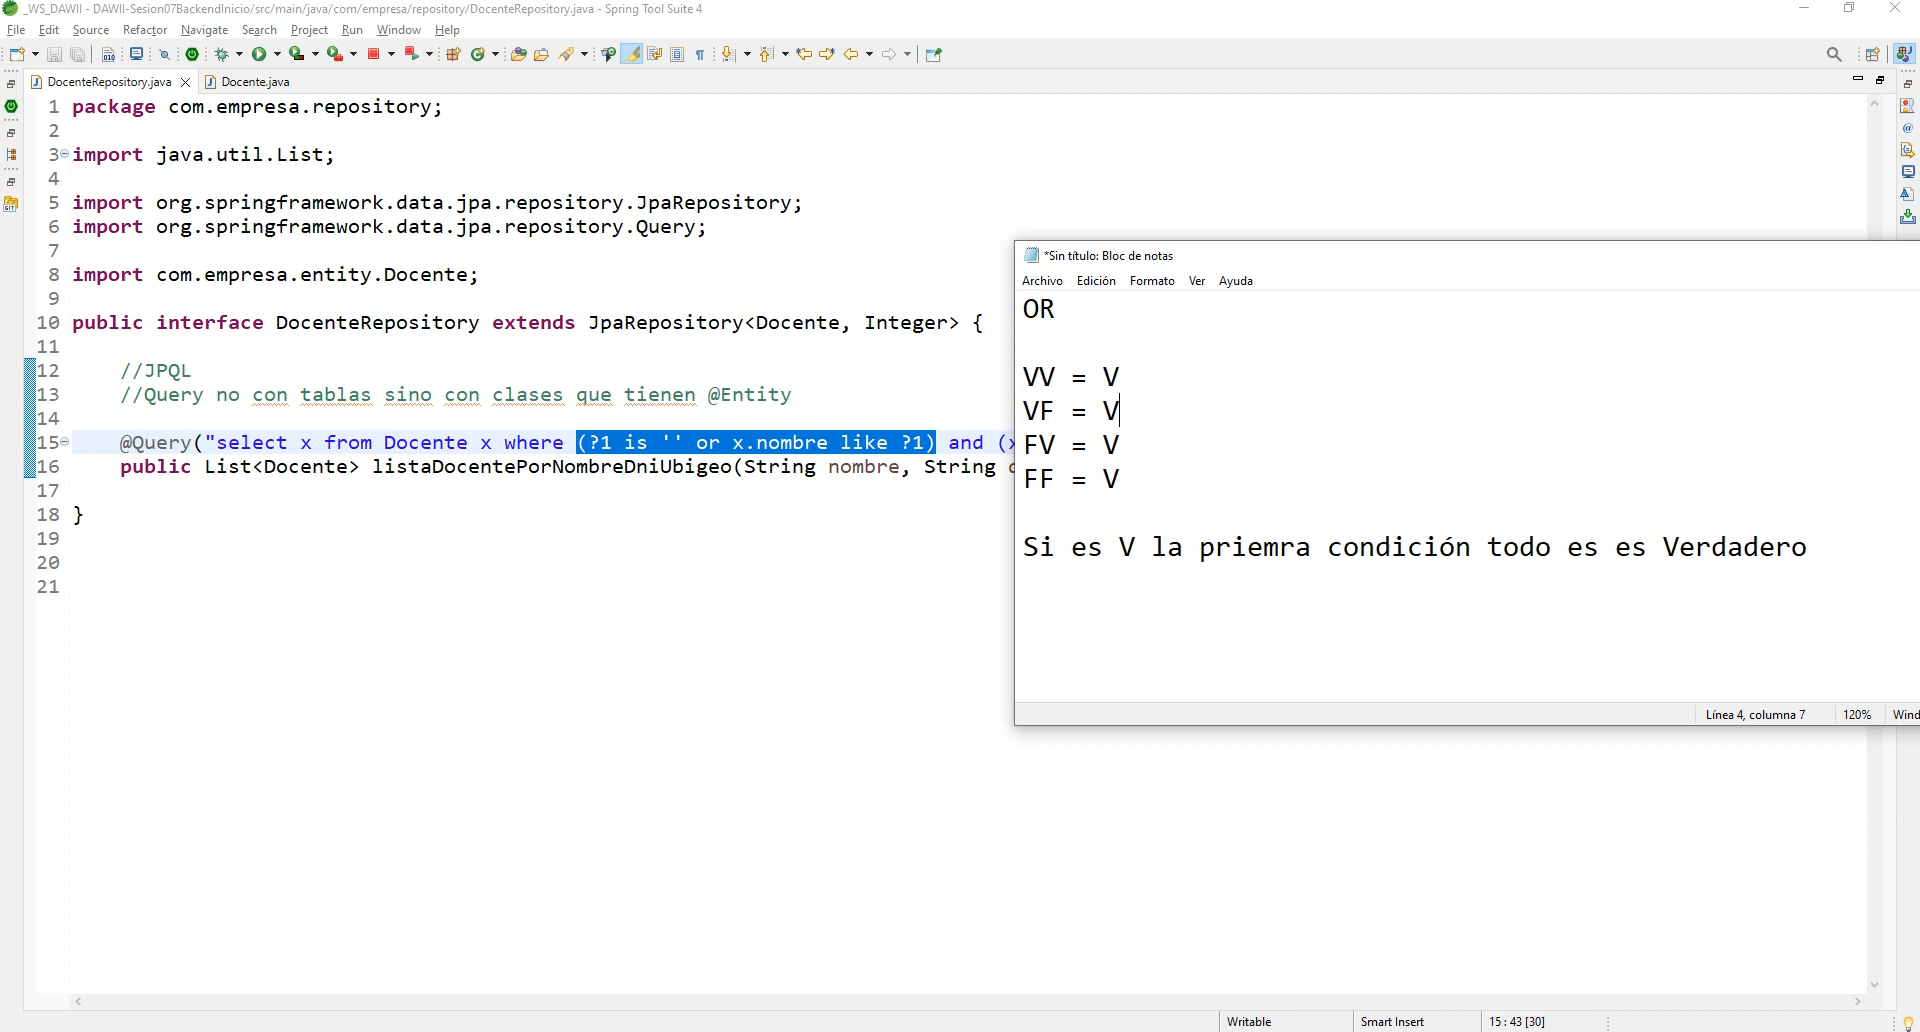 _WS_DAWII - DAWII-Sesion07BackendInicio/src/main/java/com/empresa/repository/DocenteRepository.java - Spring Tool Suite 4
File Edit Source Refactor Navigate Search Project Run Window Help
DocenteRepository.java Docente.java
1 package com.empresa.repository;
2
3 import java.util.List;
4
5 import org.springframework.data.jpa.repository.JpaRepository;
6 import org.springframework.data.jpa.repository.Query;
7
8 import com.empresa.entity.Docente;
9
10 public interface DocenteRepository extends JpaRepository<Docente, Integer> {
11
12 //JPQL
13 //Query no con tablas sino con clases que tienen @Entity
14
15 @Query("select x from Docente x where (?1 is '' or x.nombre like ?1) and (x
16 public List<Docente> listaDocentePorNombreDniUbigeo(String nombre, String
17
18 }
19
20
21
*Sin título: Bloc de notas
Archivo Edición Formato Ver Ayuda
OR
VV = V
VF = V
FV = V
FF = V
Si es V la priemra condición todo es es Verdadero
Línea 4, columna 7 120% Wind
Writable Smart Insert 15 : 43 [30]